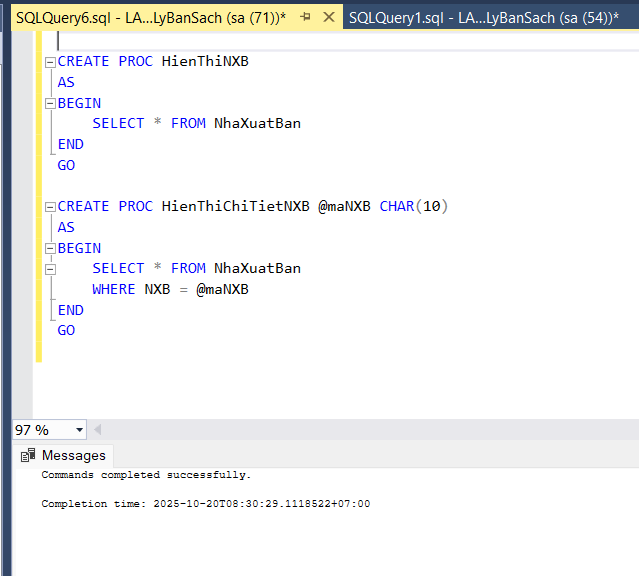 SQLQuery6.sql - LA...LyBanSach (sa (71))* SQLQuery1.sql - LA...LyBanSach (sa (54))*
CREATE PROC HienThiNXB
AS
BEGIN
SELECT * FROM NhaXuatBan
END
GO
CREATE PROC HienThiChiTietNXB @maNXB CHAR(10)
AS
BEGIN
SELECT * FROM NhaXuatBan
WHERE NXB = @maNXB
END
GO
97 %
Messages
Commands completed successfully.
Completion time: 2025-10-20T08:30:29.1118522+07:00